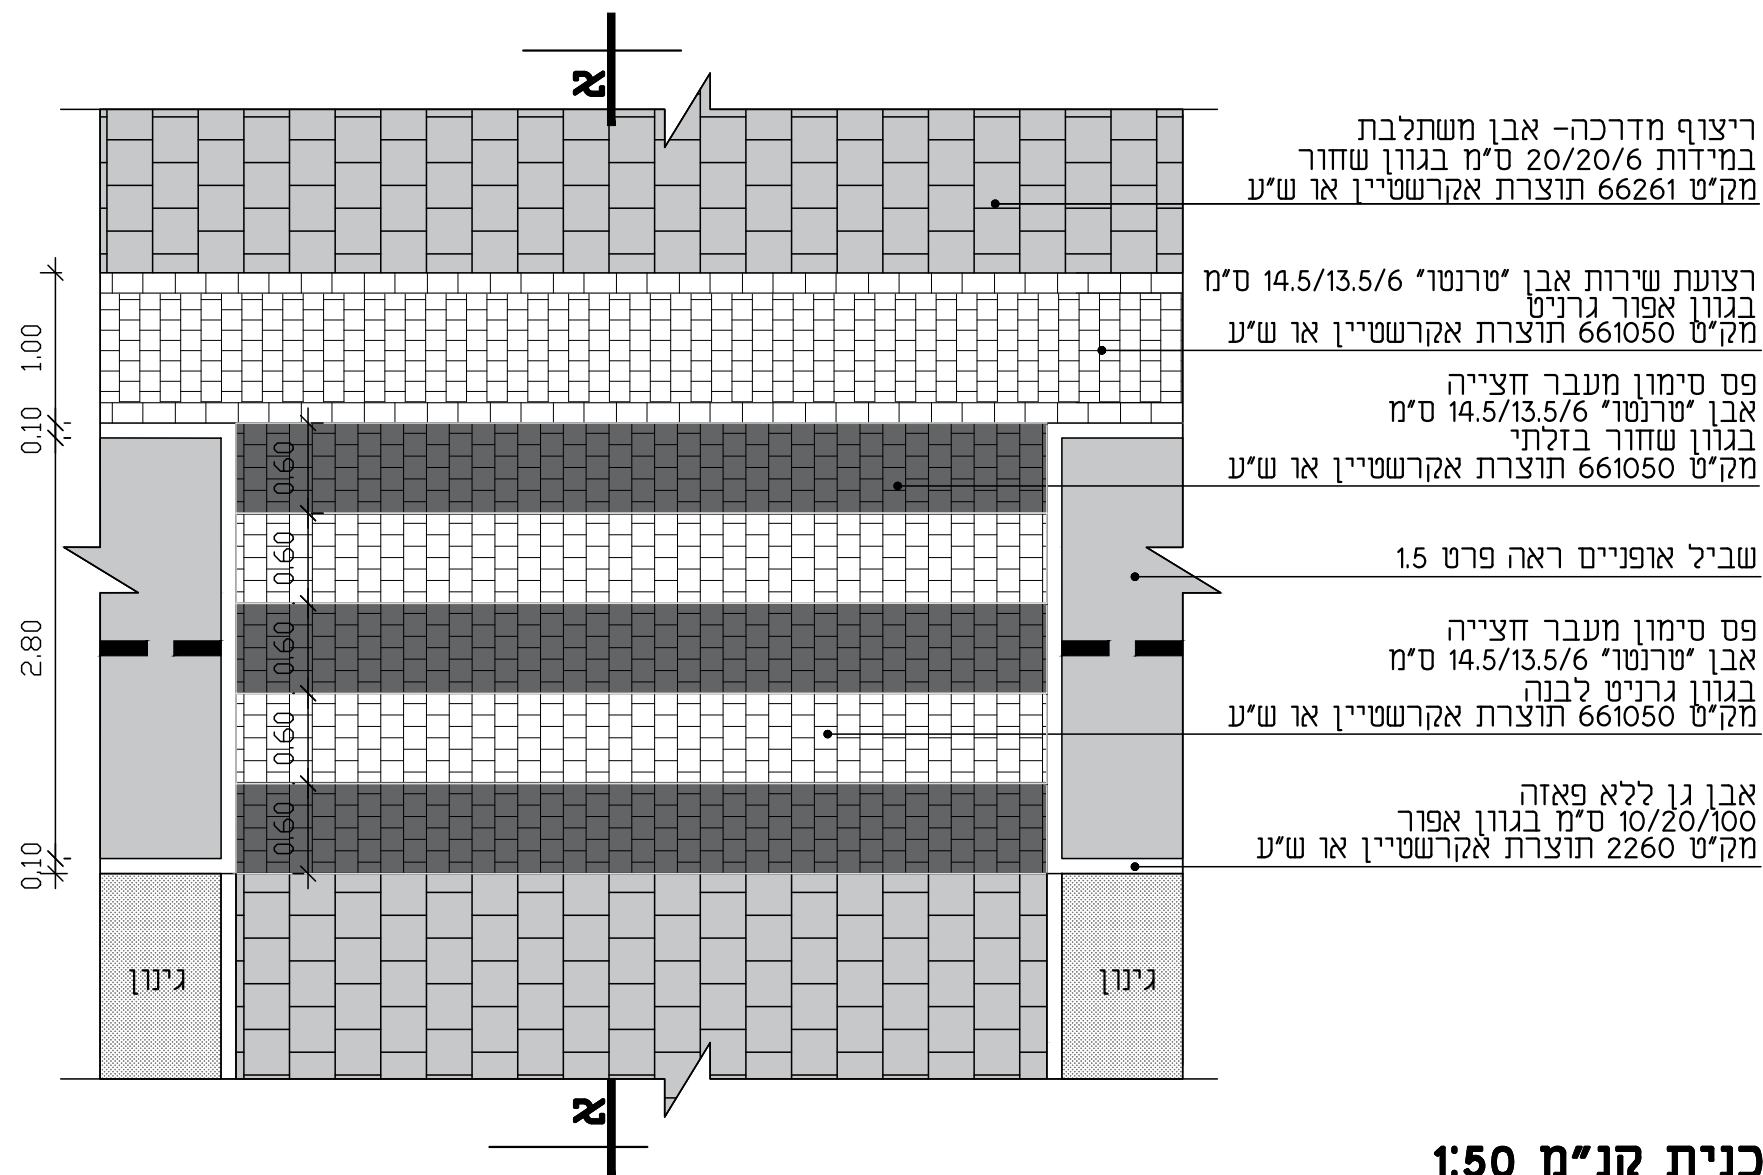 א
ריצוף מדרכה- אבן משתלבת
במידות 20/20/6 ס"מ בגוון שחור
מק"ט 66261 תוצרת אקרשטיין או ש"ע
רצועת שירות אבן "טרנטו" 14.5/13.5/6 ס"מ
בגוון אפור גרניט
מק"ט 661050 תוצרת אקרשטיין או ש"ע
פס סימון מעבר חצייה
אבן "טרנטו" 14.5/13.5/6 ס"מ
בגוון שחור בזלתי
מק"ט 661050 תוצרת אקרשטיין או ש"ע
שביל אופניים ראה פרט 1.5
פס סימון מעבר חצייה
אבן "טרנטו" 14.5/13.5/6 ס"מ
בגוון גרניט לבנה
מק"ט 661050 תוצרת אקרשטיין או ש"ע
אבן גן ללא פאזה
10/20/100 ס"מ בגוון אפור
מק"ט 2260 תוצרת אקרשטיין או ש"ע
1.00
0.10
2.80
0.10
0.60
0.60
0.60
0.60
0.60
גינון
גינון
א
כנית קנ"מ 1:50